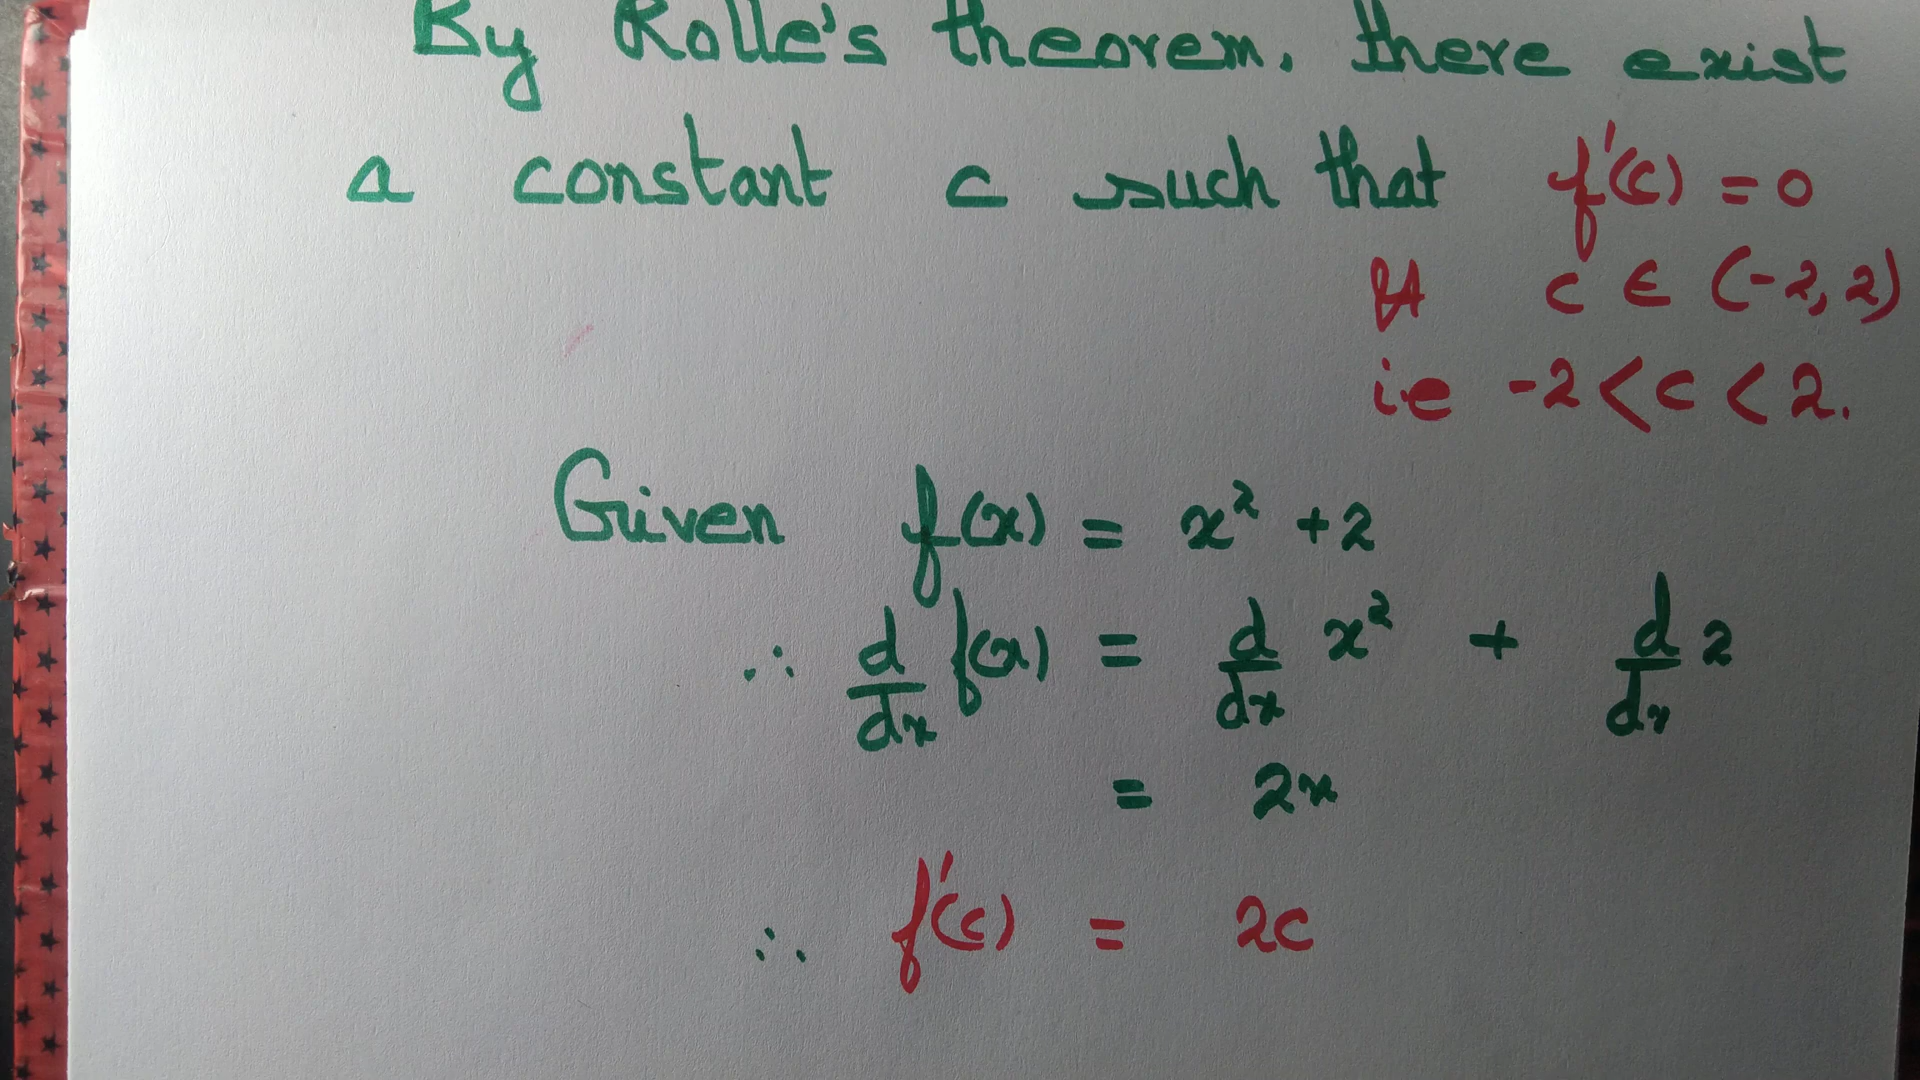 By Rolle's theorem, there exist
a constant c such that f'(c) = 0
c ∈ (-2, 2)
i.e -2 < c < 2.
Given f(x) = x² + 2
∴ d/dx f(x) = d/dx x² + d/dx 2
= 2x
∴ f'(c) = 2c